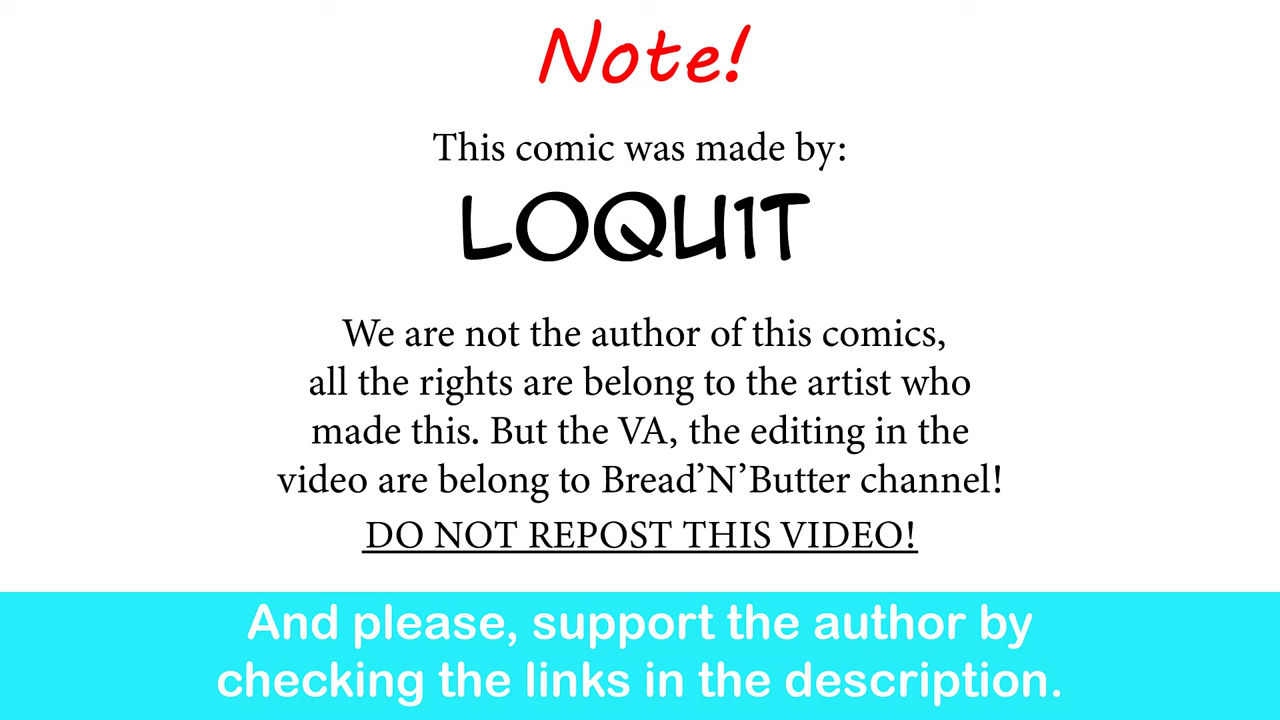 Note!
This comic was made by:
LOQU1T
We are not the author of this comics,
all the rights are belong to the artist who
made this. But the VA, the editing in the
video are belong to Bread’N’Butter channel!
DO NOT REPOST THIS VIDEO!
And please, support the author by
checking the links in the description.